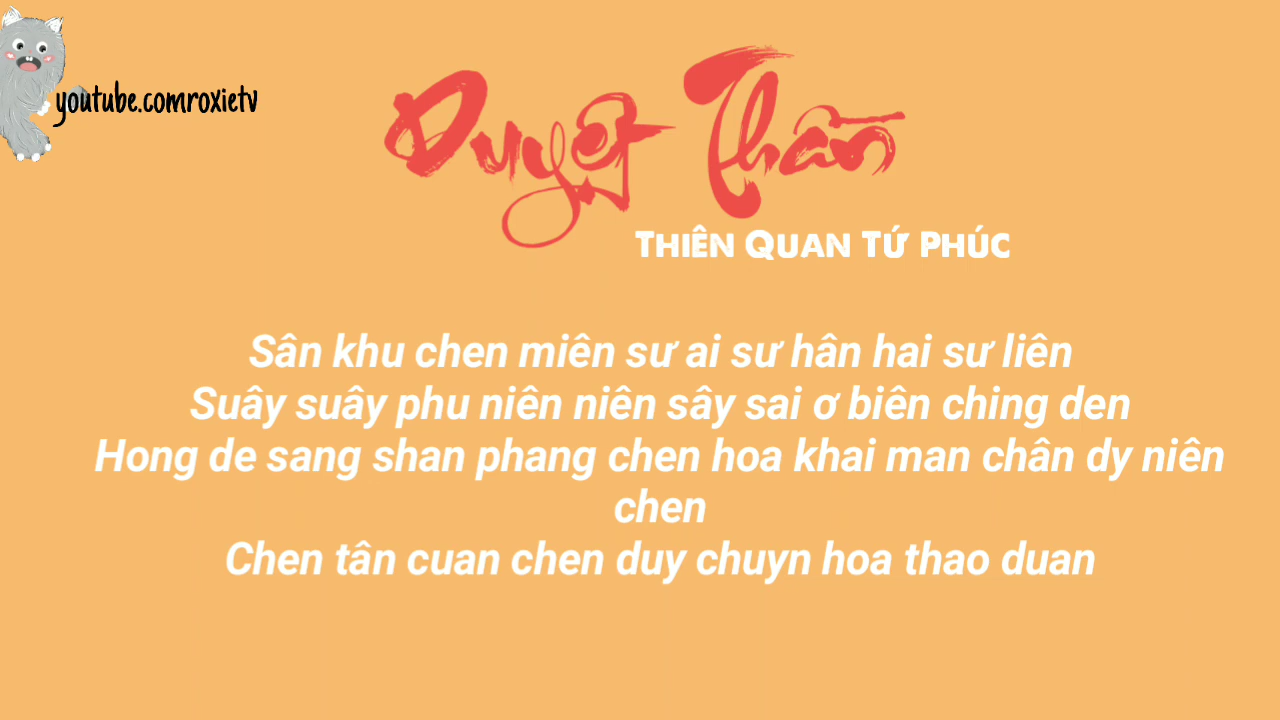 youtube.comroxietv
Duyệt Thần
THIÊN QUAN TỨ PHÚC
Sân khu chen miên sư ai sư hân hai sư liên
Suây suây phu niên niên sây sai ơ biên ching den
Hong de sang shan phang chen hoa khai man chân dy niên
chen
Chen tân cuan chen duy chuyn hoa thao duan